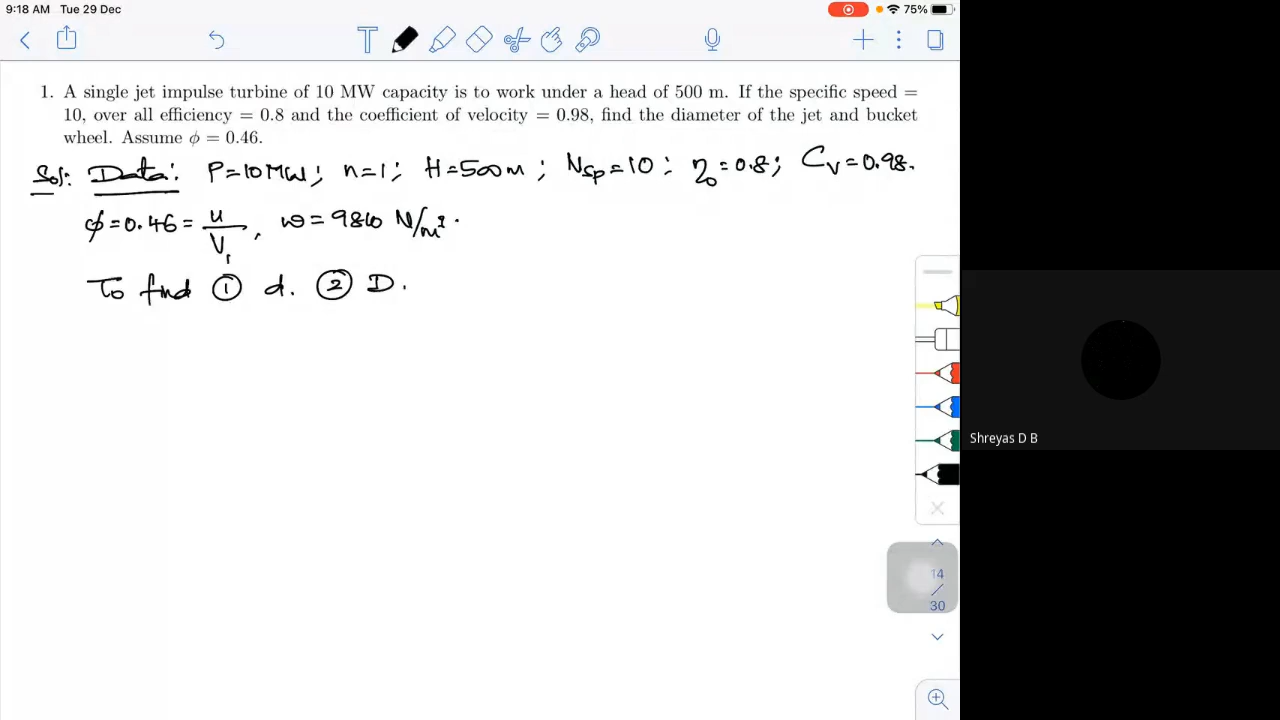 9:18 AM Tue 29 Dec
75%
1. A single jet impulse turbine of 10 MW capacity is to work under a head of 500 m. If the specific speed =
10, over all efficiency = 0.8 and the coefficient of velocity = 0.98, find the diameter of the jet and bucket
wheel. Assume ϕ = 0.46.
Sol: Data: P=10MW; n=1; H=500m; Nsp=10; η₀=0.8; Cv=0.98.
ϕ=0.46=u/V₁, w=9810 N/m³.
To find ① d. ② D.
Shreyas D B
14
/
30